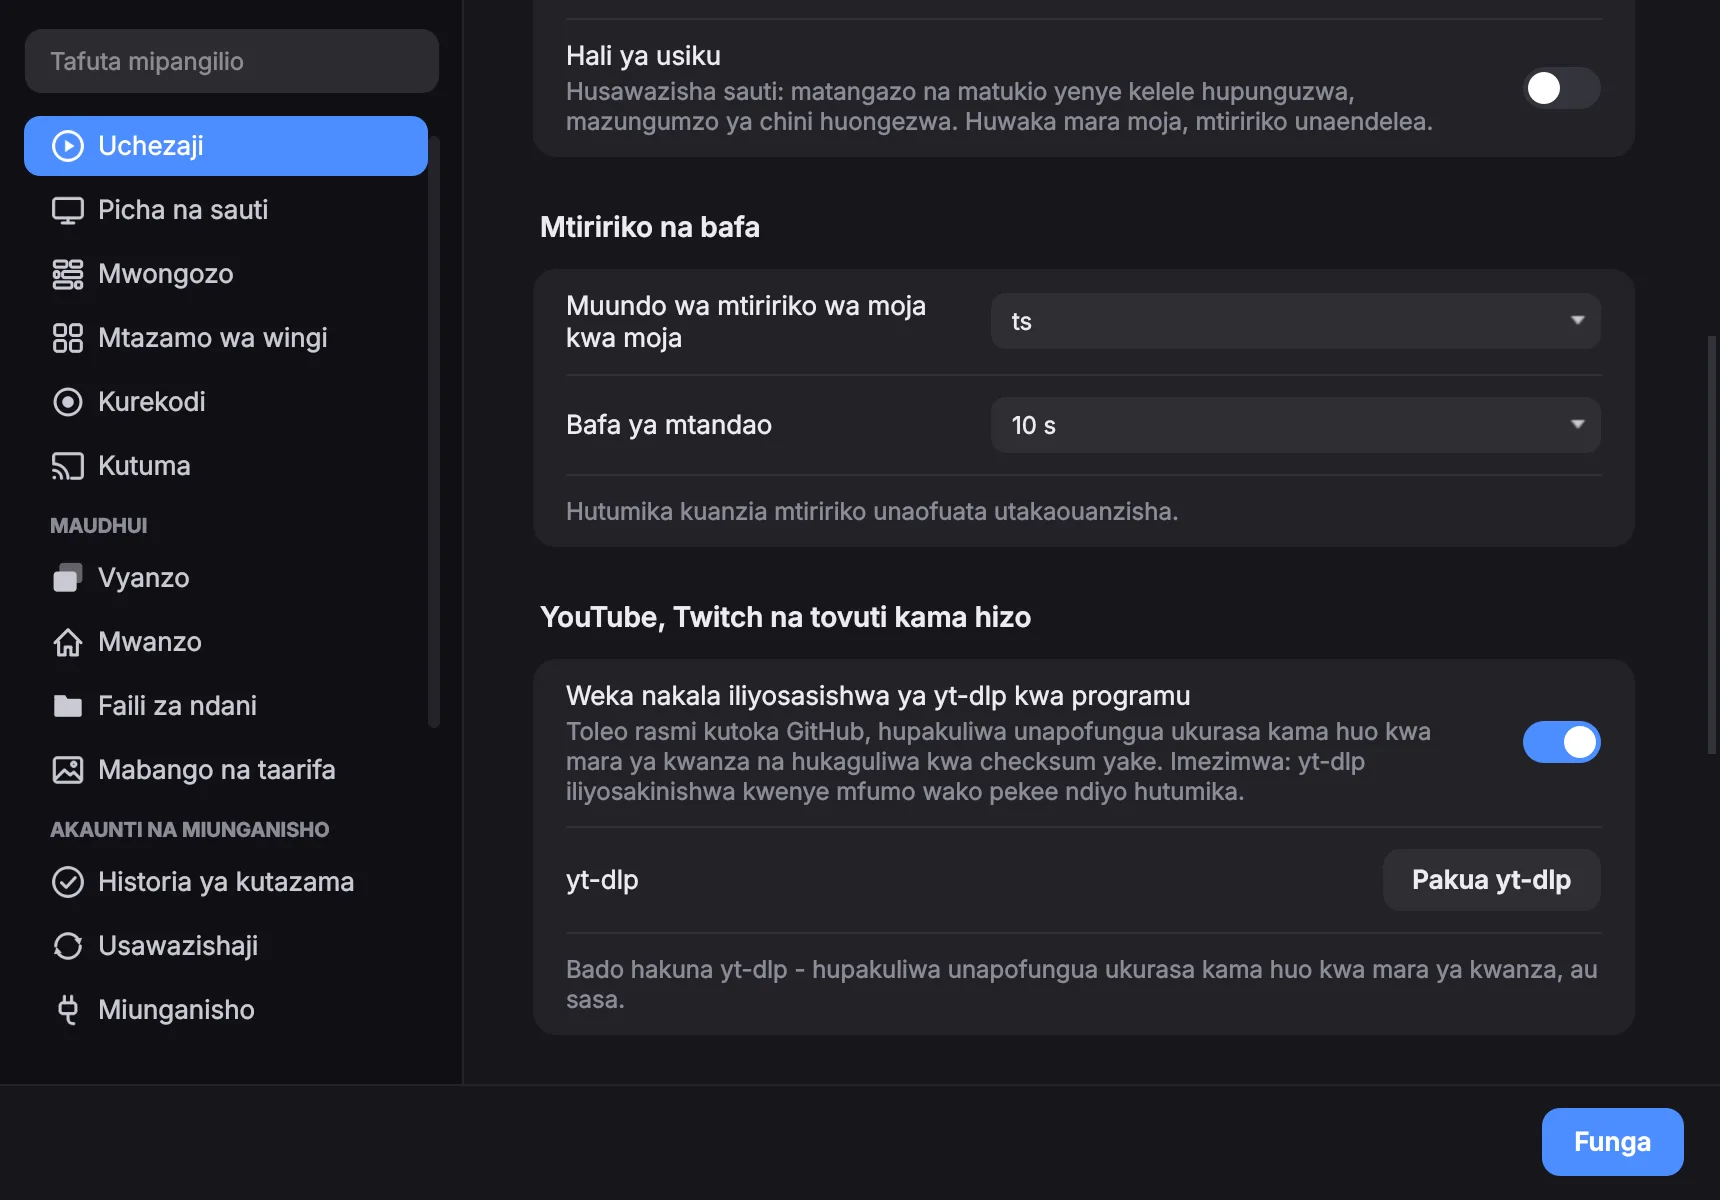 Tafuta mipangilio
Uchezaji
Picha na sauti
Mwongozo
Mtazamo wa wingi
Kurekodi
Kutuma
MAUDHUI
Vyanzo
Mwanzo
Faili za ndani
Mabango na taarifa
AKAUNTI NA MIUNGANISHO
Historia ya kutazama
Usawazishaji
Miunganisho
Hali ya usiku
Husawazisha sauti: matangazo na matukio yenye kelele hupunguzwa,
mazungumzo ya chini huongezwa. Huwaka mara moja, mtiririko unaendelea.
Mtiririko na bafa
Muundo wa mtiririko wa moja
kwa moja
ts
Bafa ya mtandao
10 s
Hutumika kuanzia mtiririko unaofuata utakaouanzisha.
YouTube, Twitch na tovuti kama hizo
Weka nakala iliyosasishwa ya yt-dlp kwa programu
Toleo rasmi kutoka GitHub, hupakuliwa unapofungua ukurasa kama huo kwa
mara ya kwanza na hukaguliwa kwa checksum yake. Imezimwa: yt-dlp
iliyosakinishwa kwenye mfumo wako pekee ndiyo hutumika.
yt-dlp
Pakua yt-dlp
Bado hakuna yt-dlp - hupakuliwa unapofungua ukurasa kama huo kwa mara ya kwanza, au
sasa.
Funga